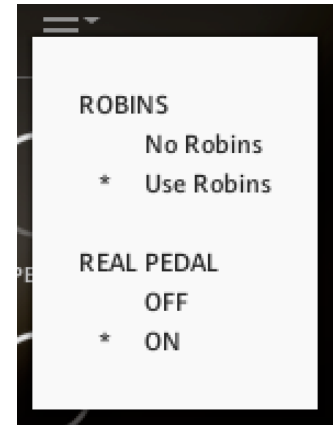 ROBINS
No Robins
* Use Robins
REAL PEDAL
OFF
* ON